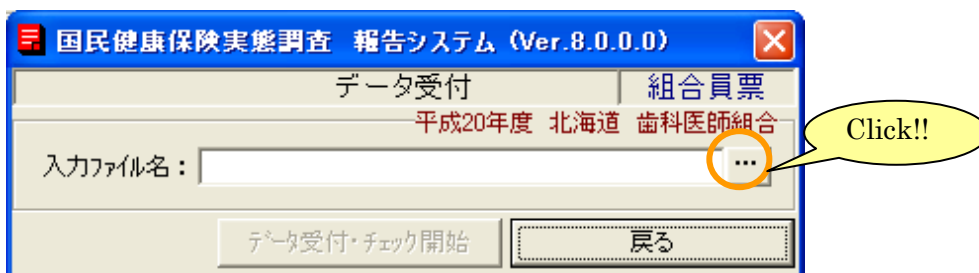 国民健康保険実態調査 報告システム (Ver.8.0.0.0)
データ受付 組合員票
平成20年度 北海道 歯科医師組合
Click!!
入力ファイル名: ...
データ受付・チェック開始 戻る